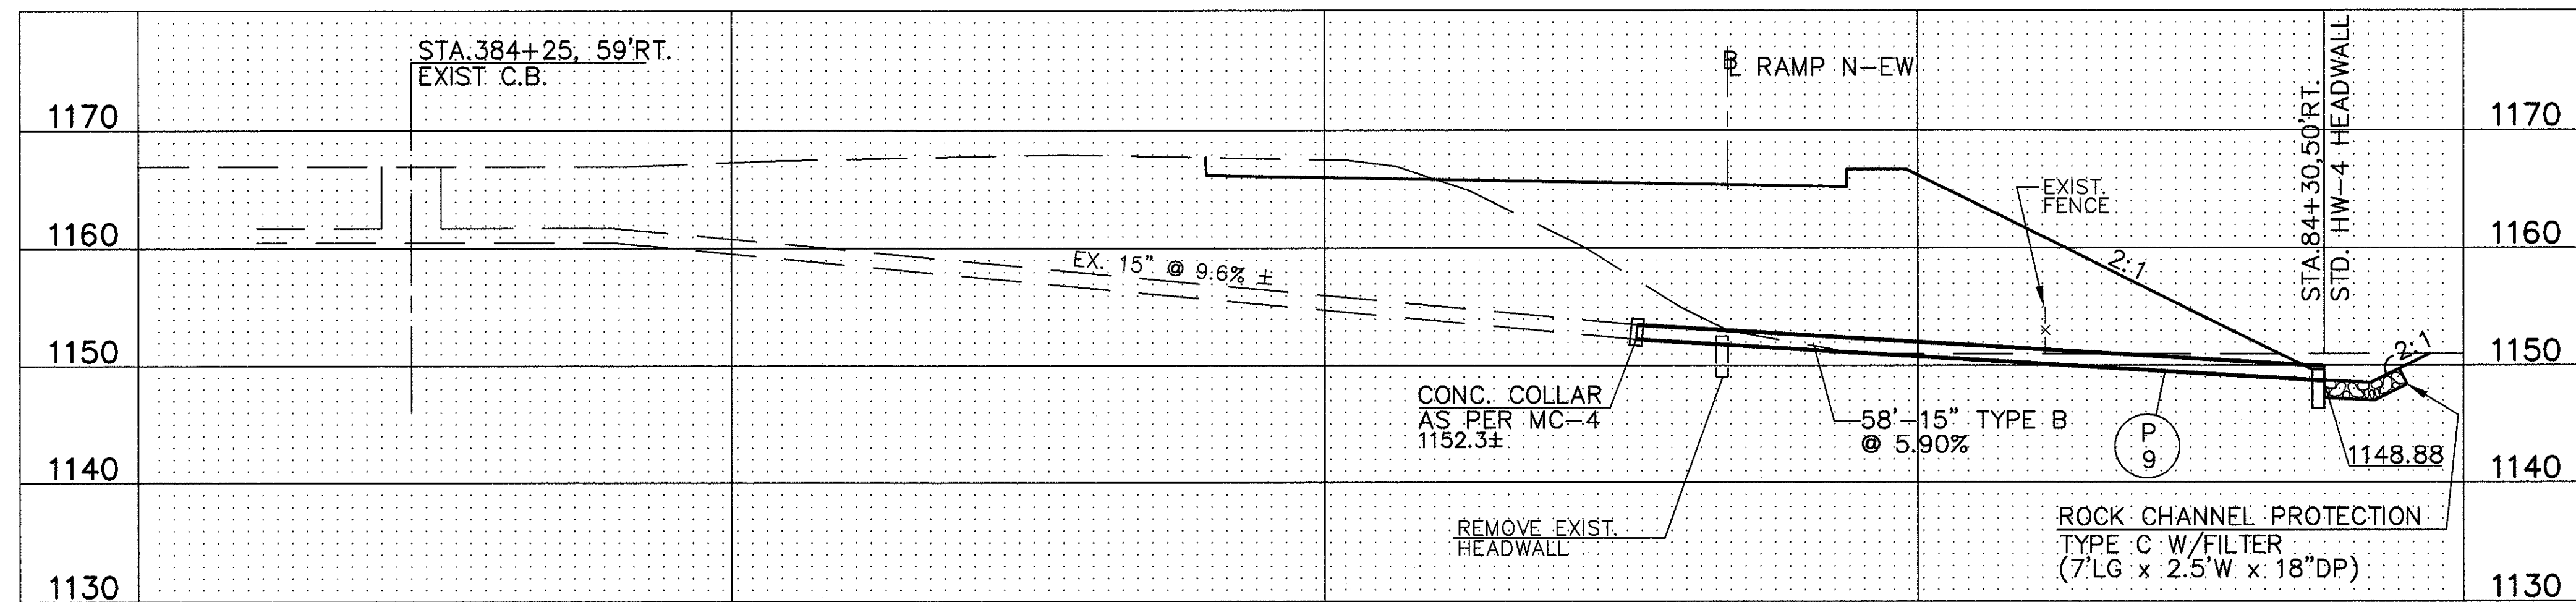 STA.384+25, 59'RT.
EXIST C.B.
℄ RAMP N-EW
STA.84+30,50'RT.
STD. HW-4 HEADWALL
1170
1170
EXIST.
FENCE
1160
1160
2:1
EX. 15" @ 9.6% ±
1150
1150
2:1
CONC. COLLAR
AS PER MC-4
1152.3±
58'-15" TYPE B
@ 5.90%
P
9
1148.88
1140
1140
REMOVE EXIST.
HEADWALL
ROCK CHANNEL PROTECTION
TYPE C W/FILTER
(7'LG x 2.5'W x 18"DP)
1130
1130